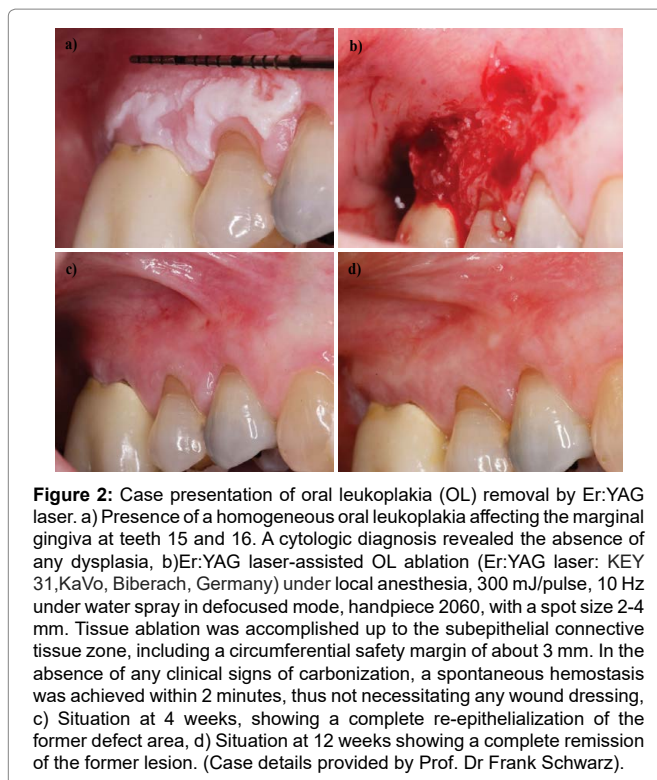 a)
b)
c)
d)
Figure 2: Case presentation of oral leukoplakia (OL) removal by Er:YAG
laser. a) Presence of a homogeneous oral leukoplakia affecting the marginal
gingiva at teeth 15 and 16. A cytologic diagnosis revealed the absence of
any dysplasia, b)Er:YAG laser-assisted OL ablation (Er:YAG laser: KEY
31,KaVo, Biberach, Germany) under local anesthesia, 300 mJ/pulse, 10 Hz
under water spray in defocused mode, handpiece 2060, with a spot size 2-4
mm. Tissue ablation was accomplished up to the subepithelial connective
tissue zone, including a circumferential safety margin of about 3 mm. In the
absence of any clinical signs of carbonization, a spontaneous hemostasis
was achieved within 2 minutes, thus not necessitating any wound dressing,
c) Situation at 4 weeks, showing a complete re-epithelialization of the
former defect area, d) Situation at 12 weeks showing a complete remission
of the former lesion. (Case details provided by Prof. Dr Frank Schwarz).